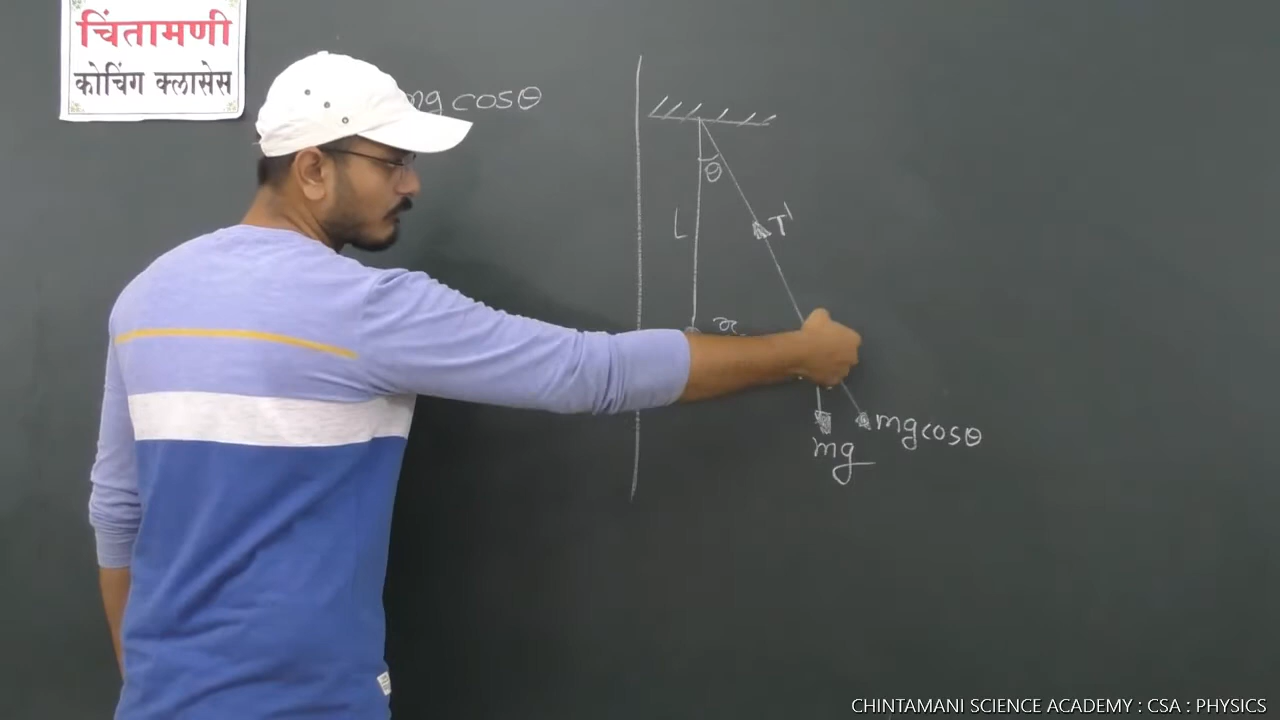 चिंतामणी
कोचिंग क्लासेस
mg cosθ
θ
L
T'
x
mg cosθ
mg
CHINTAMANI SCIENCE ACADEMY : CSA : PHYSICS